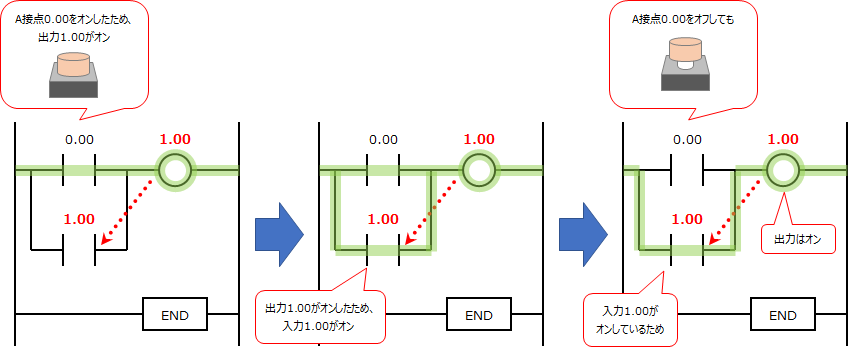 A接点0.00をオンしたため、
出力1.00がオン
0.00
1.00
1.00
END
0.00
1.00
1.00
出力1.00がオンしたため、
入力1.00がオン
END
A接点0.00をオフしても
0.00
1.00
1.00
出力はオン
入力1.00が
オンしているため
END